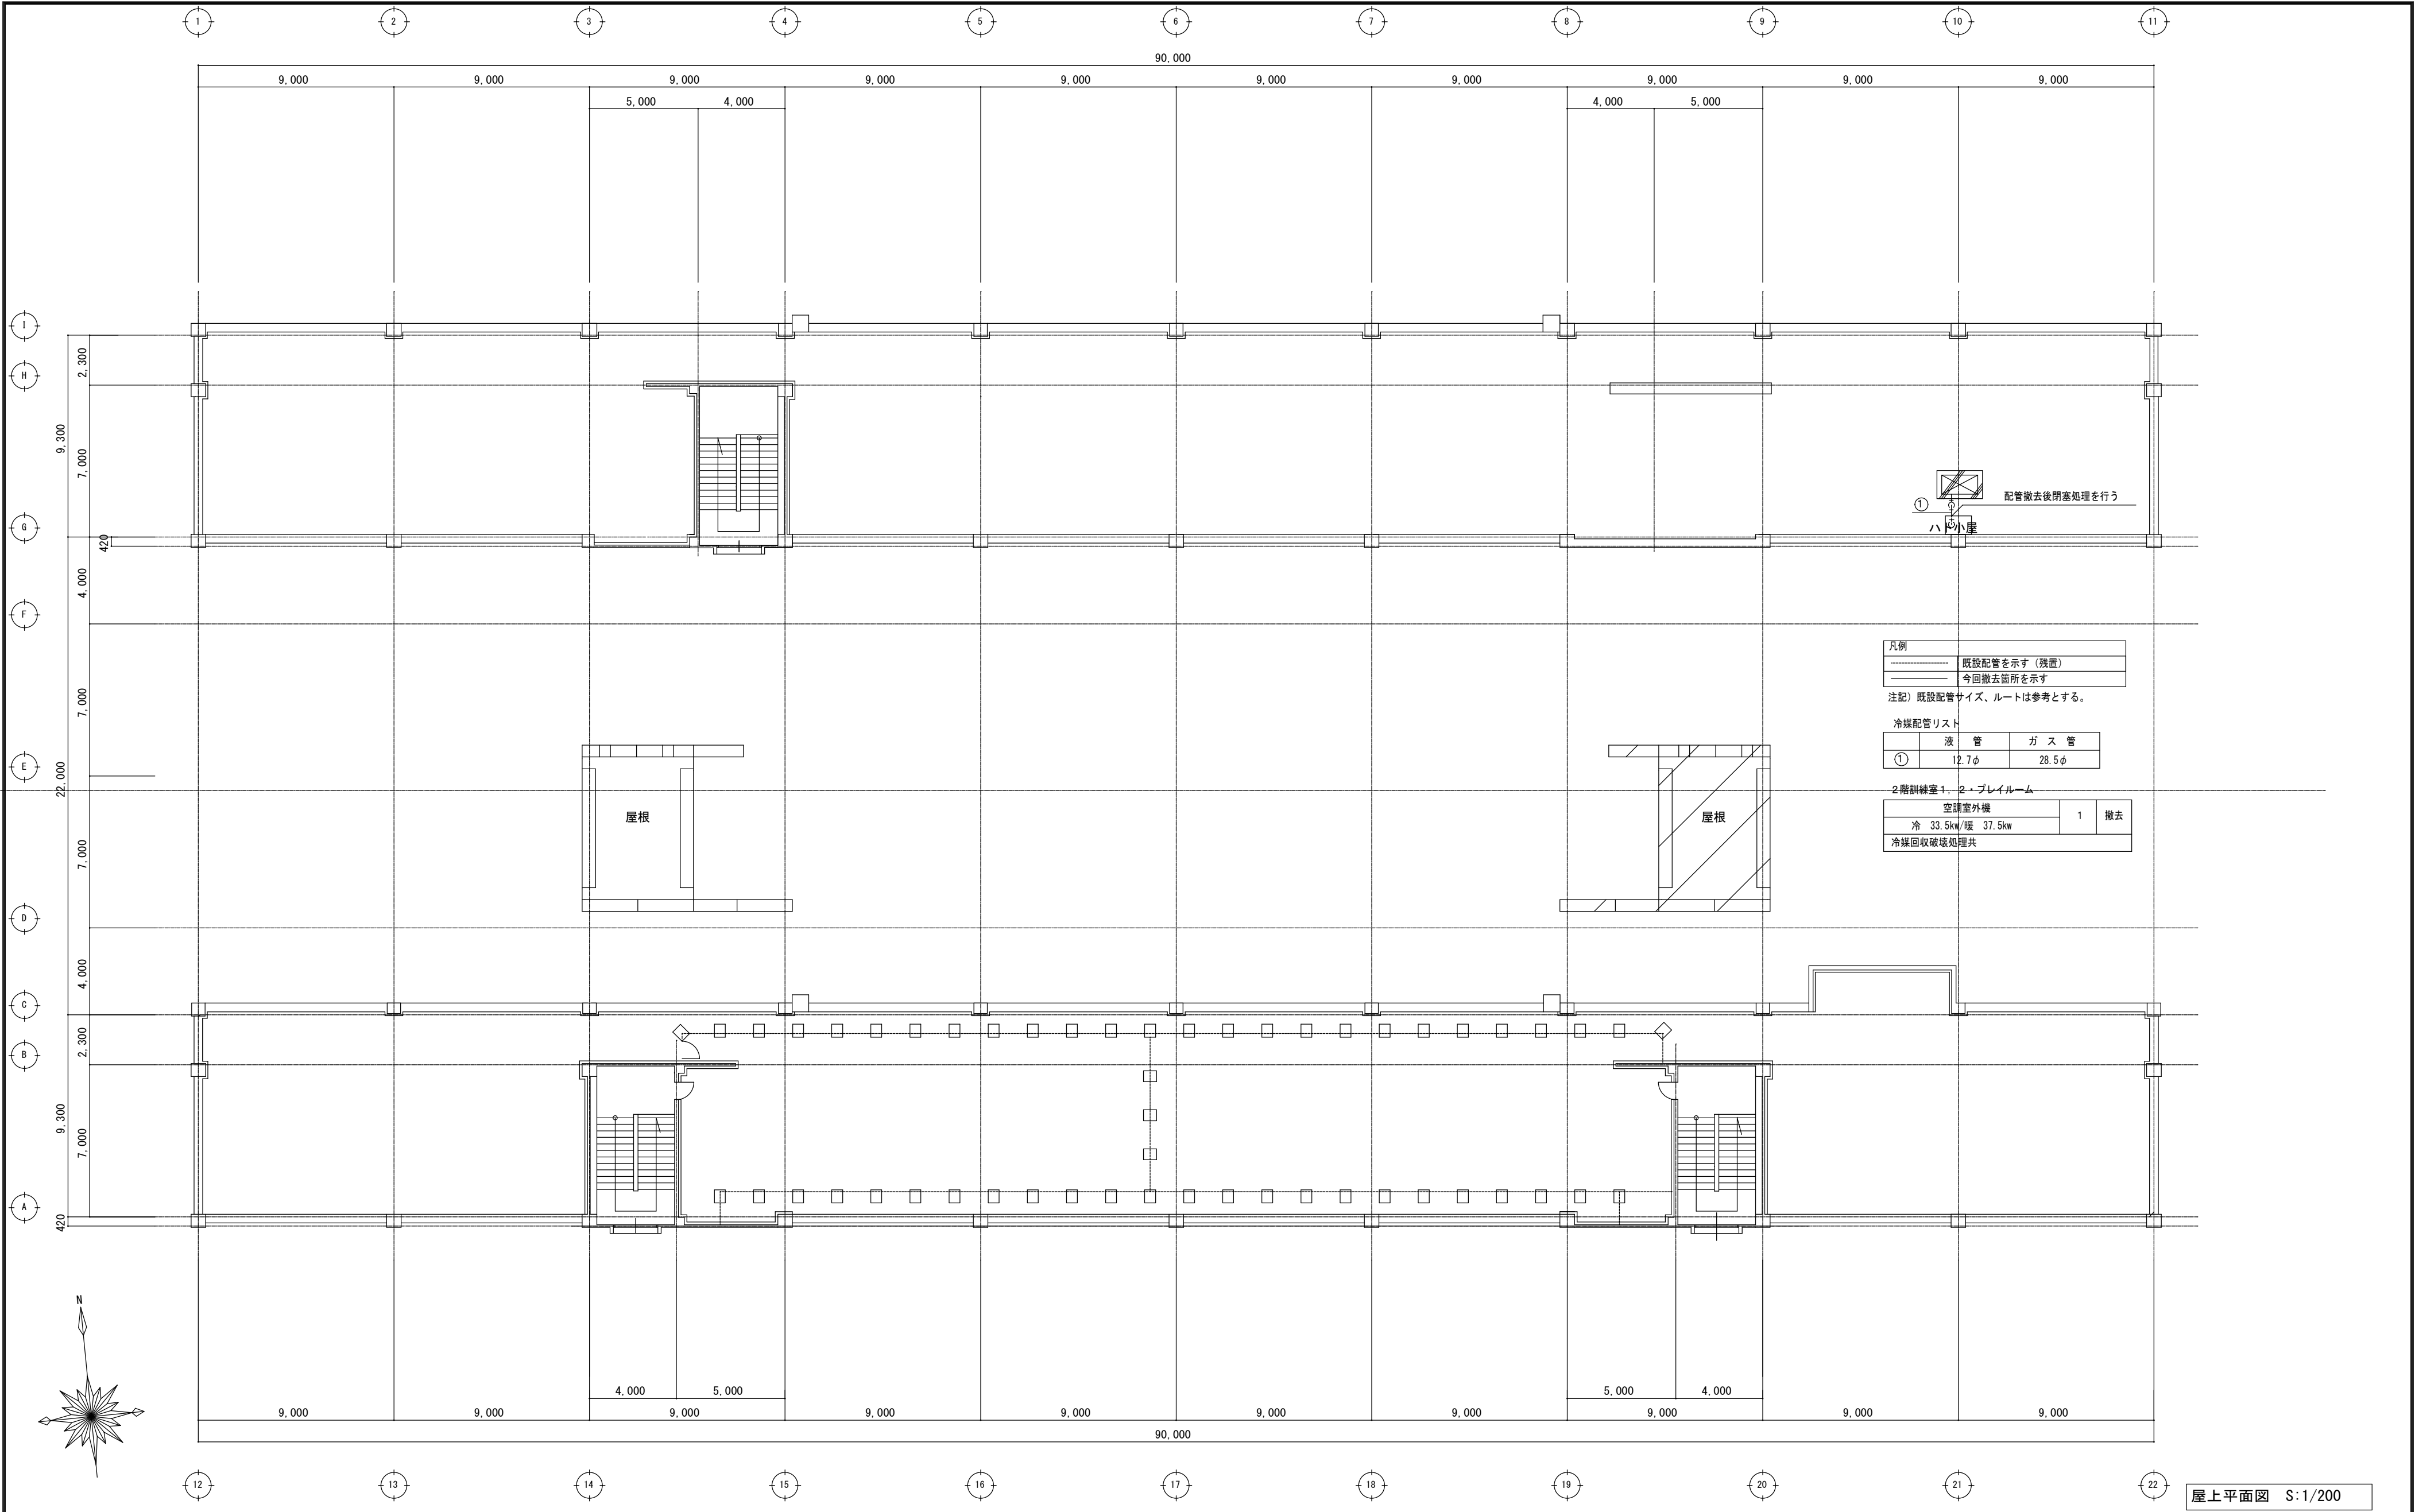 1 2 3 4 5 6 7 8 9 10 11
90,000
9,000 9,000 9,000 9,000 9,000 9,000 9,000 9,000 9,000 9,000
5,000 4,000 4,000 5,000
I
2,300
H
9,300
7,000
G
420
4,000
F
7,000
E
22,000
7,000
D
4,000
C
2,300
B
9,300
7,000
A
420
①
配管撤去後閉塞処理を行う
ハト小屋
凡例
既設配管を示す（残置）
今回撤去箇所を示す
注記）既設配管サイズ、ルートは参考とする。
冷媒配管リスト
液 管 ガ ス 管
① 12.7φ 28.5φ
2階訓練室1，2・プレイルーム
空調室外機 1 撤去
冷 33.5kw/暖 37.5kw
冷媒回収破壊処理共
屋根 屋根
N
4,000 5,000 5,000 4,000
9,000 9,000 9,000 9,000 9,000 9,000 9,000 9,000 9,000 9,000
90,000
12 13 14 15 16 17 18 19 20 21 22
屋上平面図 S:1/200